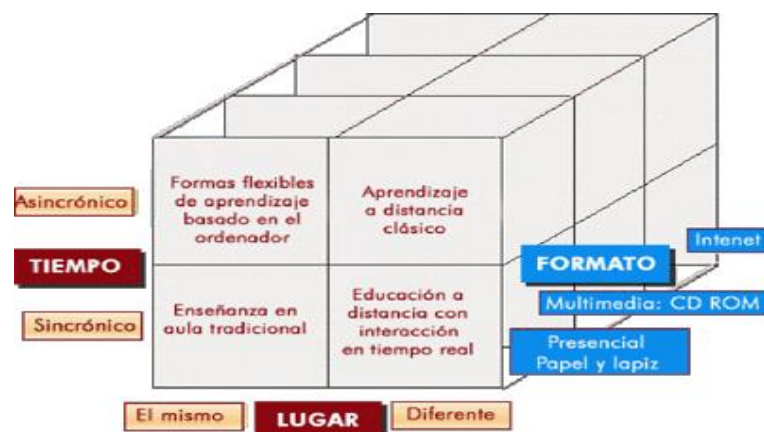 Formas flexibles
de aprendizaje
basado en el
ordenador
Aprendizaje
a distancia
clásico
Asincrónico
TIEMPO
Sincrónico
Enseñanza en
aula tradicional
Educación a
distancia con
interacción
en tiempo real
Intenet
FORMATO
Multimedia: CD ROM
Presencial
Papel y lapiz
El mismo
LUGAR
Diferente